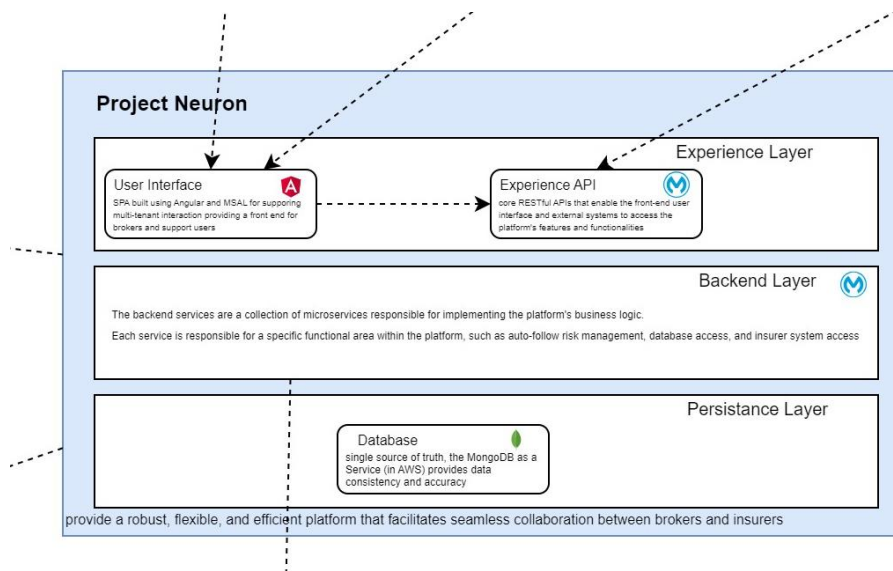 Project Neuron
Experience Layer
User Interface
SPA built using Angular and MSAL for supporing
multi-tenant interaction providing a front end for
brokers and support users
Experience API
core RESTful APIs that enable the front-end user
interface and external systems to access the
platform's features and functionalities
Backend Layer
The backend services are a collection of microservices responsible for implementing the platform's business logic.
Each service is responsible for a specific functional area within the platform, such as auto-follow risk management, database access, and insurer system access
Persistance Layer
Database
single source of truth, the MongoDB as a
Service (in AWS) provides data
consistency and accuracy
provide a robust, flexible, and efficient platform that facilitates seamless collaboration between brokers and insurers